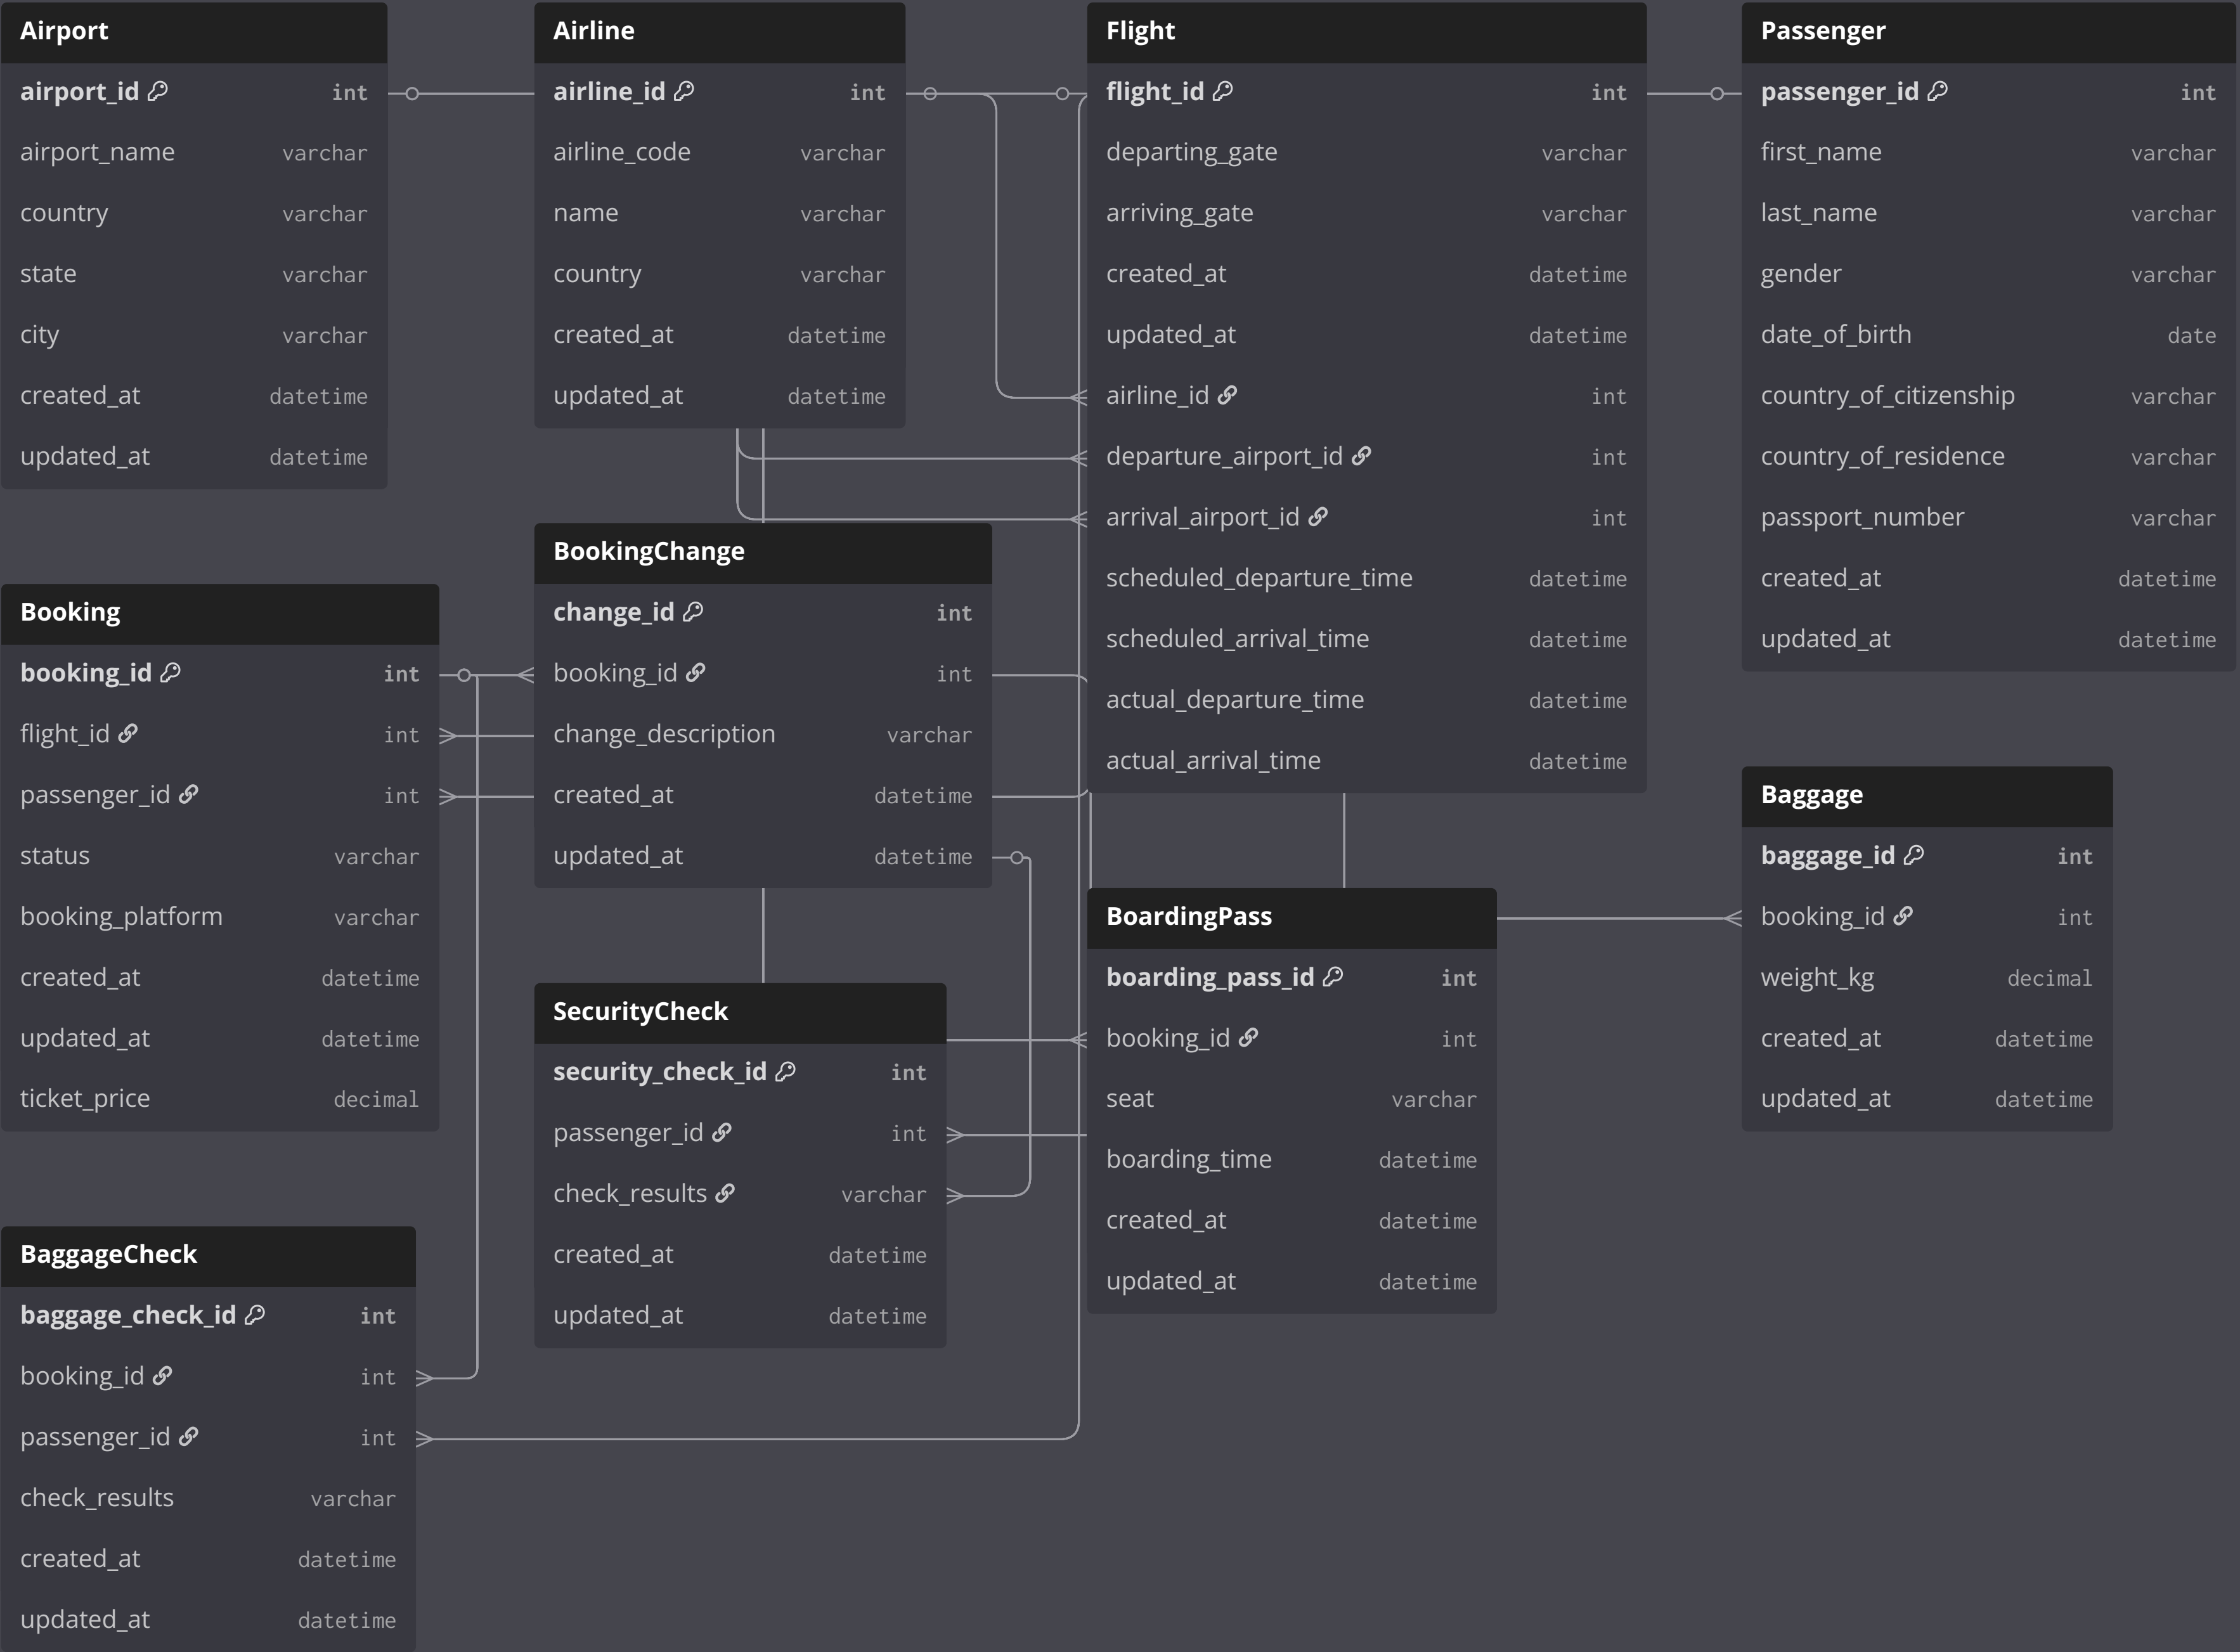 Airport
airport_id int
airport_name varchar
country varchar
state varchar
city varchar
created_at datetime
updated_at datetime
Airline
airline_id int
airline_code varchar
name varchar
country varchar
created_at datetime
updated_at datetime
Flight
flight_id int
departing_gate varchar
arriving_gate varchar
created_at datetime
updated_at datetime
airline_id int
departure_airport_id int
arrival_airport_id int
scheduled_departure_time datetime
scheduled_arrival_time datetime
actual_departure_time datetime
actual_arrival_time datetime
Passenger
passenger_id int
first_name varchar
last_name varchar
gender varchar
date_of_birth date
country_of_citizenship varchar
country_of_residence varchar
passport_number varchar
created_at datetime
updated_at datetime
Booking
booking_id int
flight_id int
passenger_id int
status varchar
booking_platform varchar
created_at datetime
updated_at datetime
ticket_price decimal
BookingChange
change_id int
booking_id int
change_description varchar
created_at datetime
updated_at datetime
Baggage
baggage_id int
booking_id int
weight_kg decimal
created_at datetime
updated_at datetime
BoardingPass
boarding_pass_id int
booking_id int
seat varchar
boarding_time datetime
created_at datetime
updated_at datetime
SecurityCheck
security_check_id int
passenger_id int
check_results varchar
created_at datetime
updated_at datetime
BaggageCheck
baggage_check_id int
booking_id int
passenger_id int
check_results varchar
created_at datetime
updated_at datetime